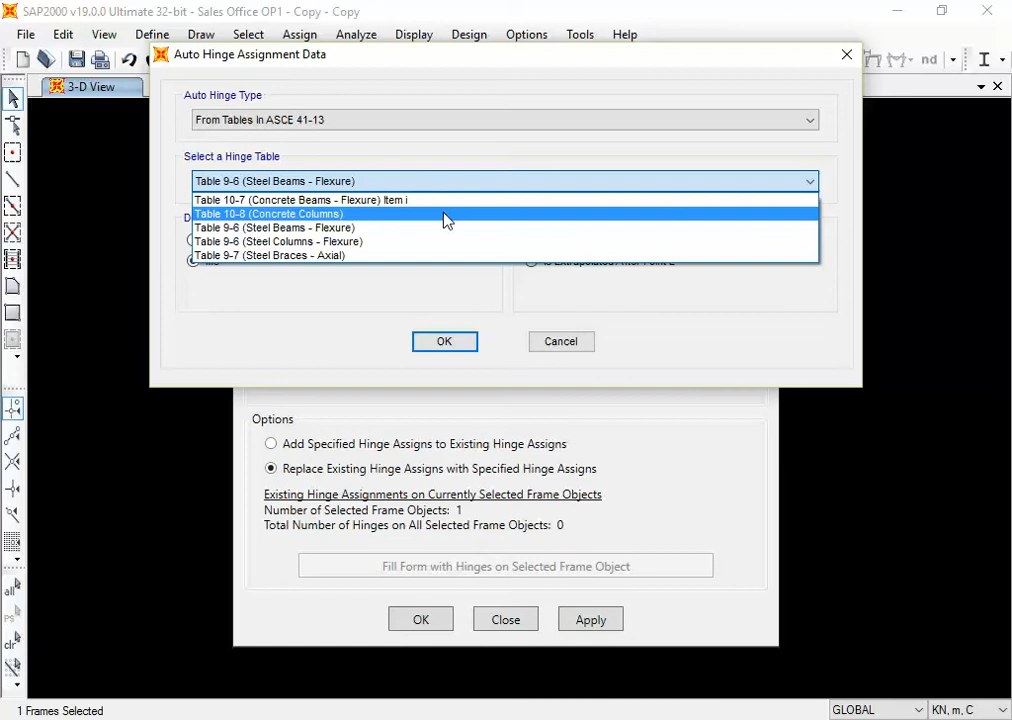 SAP2000 v19.0.0 Ultimate 32-bit - Sales Office OP1 - Copy - Copy
File Edit View Define Draw Select Assign Analyze Display Design Options Tools Help
Auto Hinge Assignment Data
nd
3-D View
Auto Hinge Type
From Tables In ASCE 41-13
Select a Hinge Table
Table 9-6 (Steel Beams - Flexure)
Table 10-7 (Concrete Beams - Flexure) Item i
Table 10-8 (Concrete Columns)
Table 9-6 (Steel Beams - Flexure)
Table 9-6 (Steel Columns - Flexure)
Table 9-7 (Steel Braces - Axial)
OK Cancel
Options
Add Specified Hinge Assigns to Existing Hinge Assigns
Replace Existing Hinge Assigns with Specified Hinge Assigns
Existing Hinge Assignments on Currently Selected Frame Objects
Number of Selected Frame Objects: 1
Total Number of Hinges on All Selected Frame Objects: 0
Fill Form with Hinges on Selected Frame Object
all
PS
clr
OK Close Apply
1 Frames Selected
GLOBAL
KN, m, C